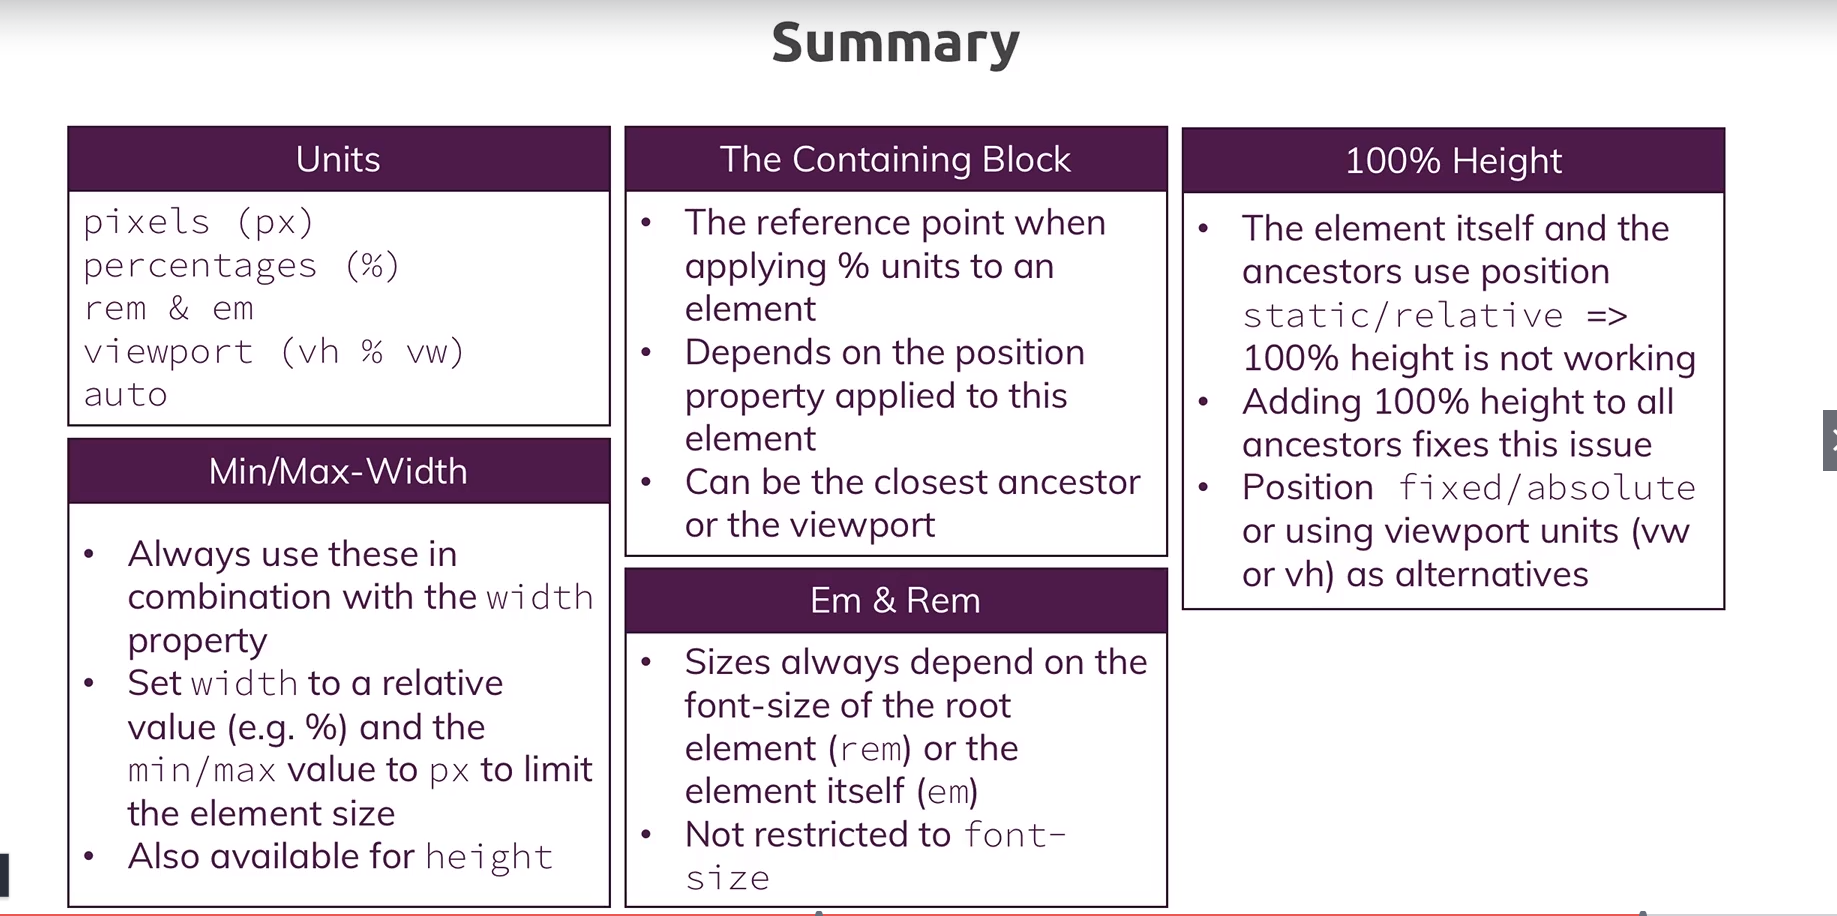 Summary
Units
pixels (px)
percentages (%)
rem & em
viewport (vh % vw)
auto
Min/Max-Width
• Always use these in
combination with the width
property
• Set width to a relative
value (e.g. %) and the
min/max value to px to limit
the element size
• Also available for height
The Containing Block
• The reference point when
applying % units to an
element
• Depends on the position
property applied to this
element
• Can be the closest ancestor
or the viewport
Em & Rem
• Sizes always depend on the
font-size of the root
element (rem) or the
element itself (em)
• Not restricted to font-
size
100% Height
• The element itself and the
ancestors use position
static/relative =>
100% height is not working
• Adding 100% height to all
ancestors fixes this issue
• Position fixed/absolute
or using viewport units (vw
or vh) as alternatives